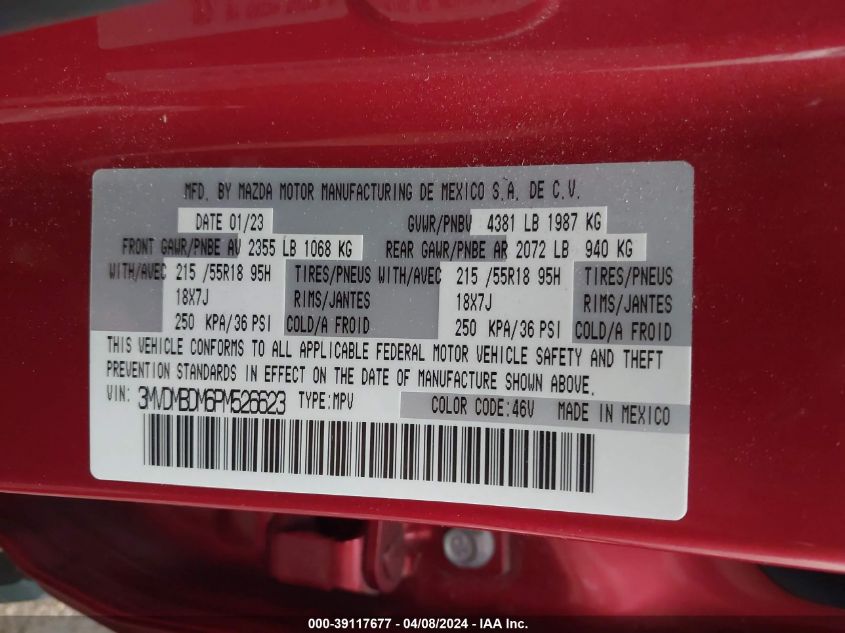 MFD. BY MAZDA MOTOR MANUFACTURING DE MEXICO S.A. DE C.V.
DATE 01/23 GVWR/PNBV 4381 LB 1987 KG
FRONT GAWR/PNBE AV 2355 LB 1068 KG REAR GAWR/PNBE AR 2072 LB 940 KG
WITH/AVEC 215 /55R18 95H TIRES/PNEUS WITH/AVEC 215 /55R18 95H TIRES/PNEUS
18X7J RIMS/JANTES 18X7J RIMS/JANTES
250 KPA/36 PSI COLD/A FROID 250 KPA/36 PSI COLD/A FROID
THIS VEHICLE CONFORMS TO ALL APPLICABLE FEDERAL MOTOR VEHICLE SAFETY AND THEFT
PREVENTION STANDARDS IN EFFECT ON THE DATE OF MANUFACTURE SHOWN ABOVE.
VIN: 3MVDMBDM6PM526623 TYPE:MPV COLOR CODE:46V MADE IN MEXICO
000-39117677 - 04/08/2024 - IAA Inc.